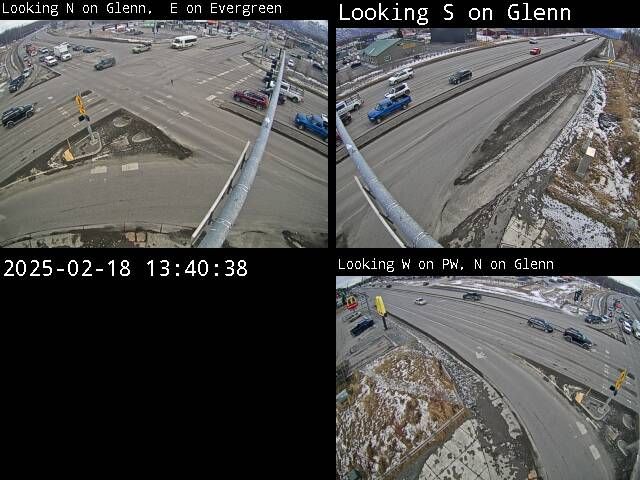 Looking N on Glenn,  E on Evergreen
Looking S on Glenn
2025-02-18 13:40:38
Looking W on PW, N on Glenn